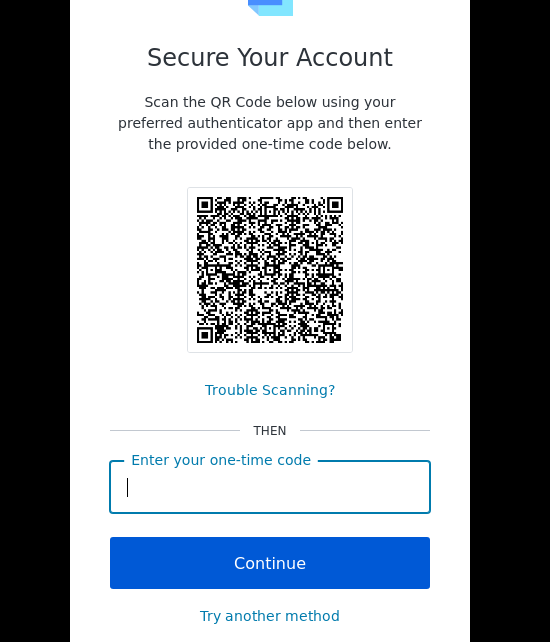 Secure Your Account
Scan the QR Code below using your
preferred authenticator app and then enter
the provided one-time code below.
Trouble Scanning?
THEN
Enter your one-time code
Continue
Try another method